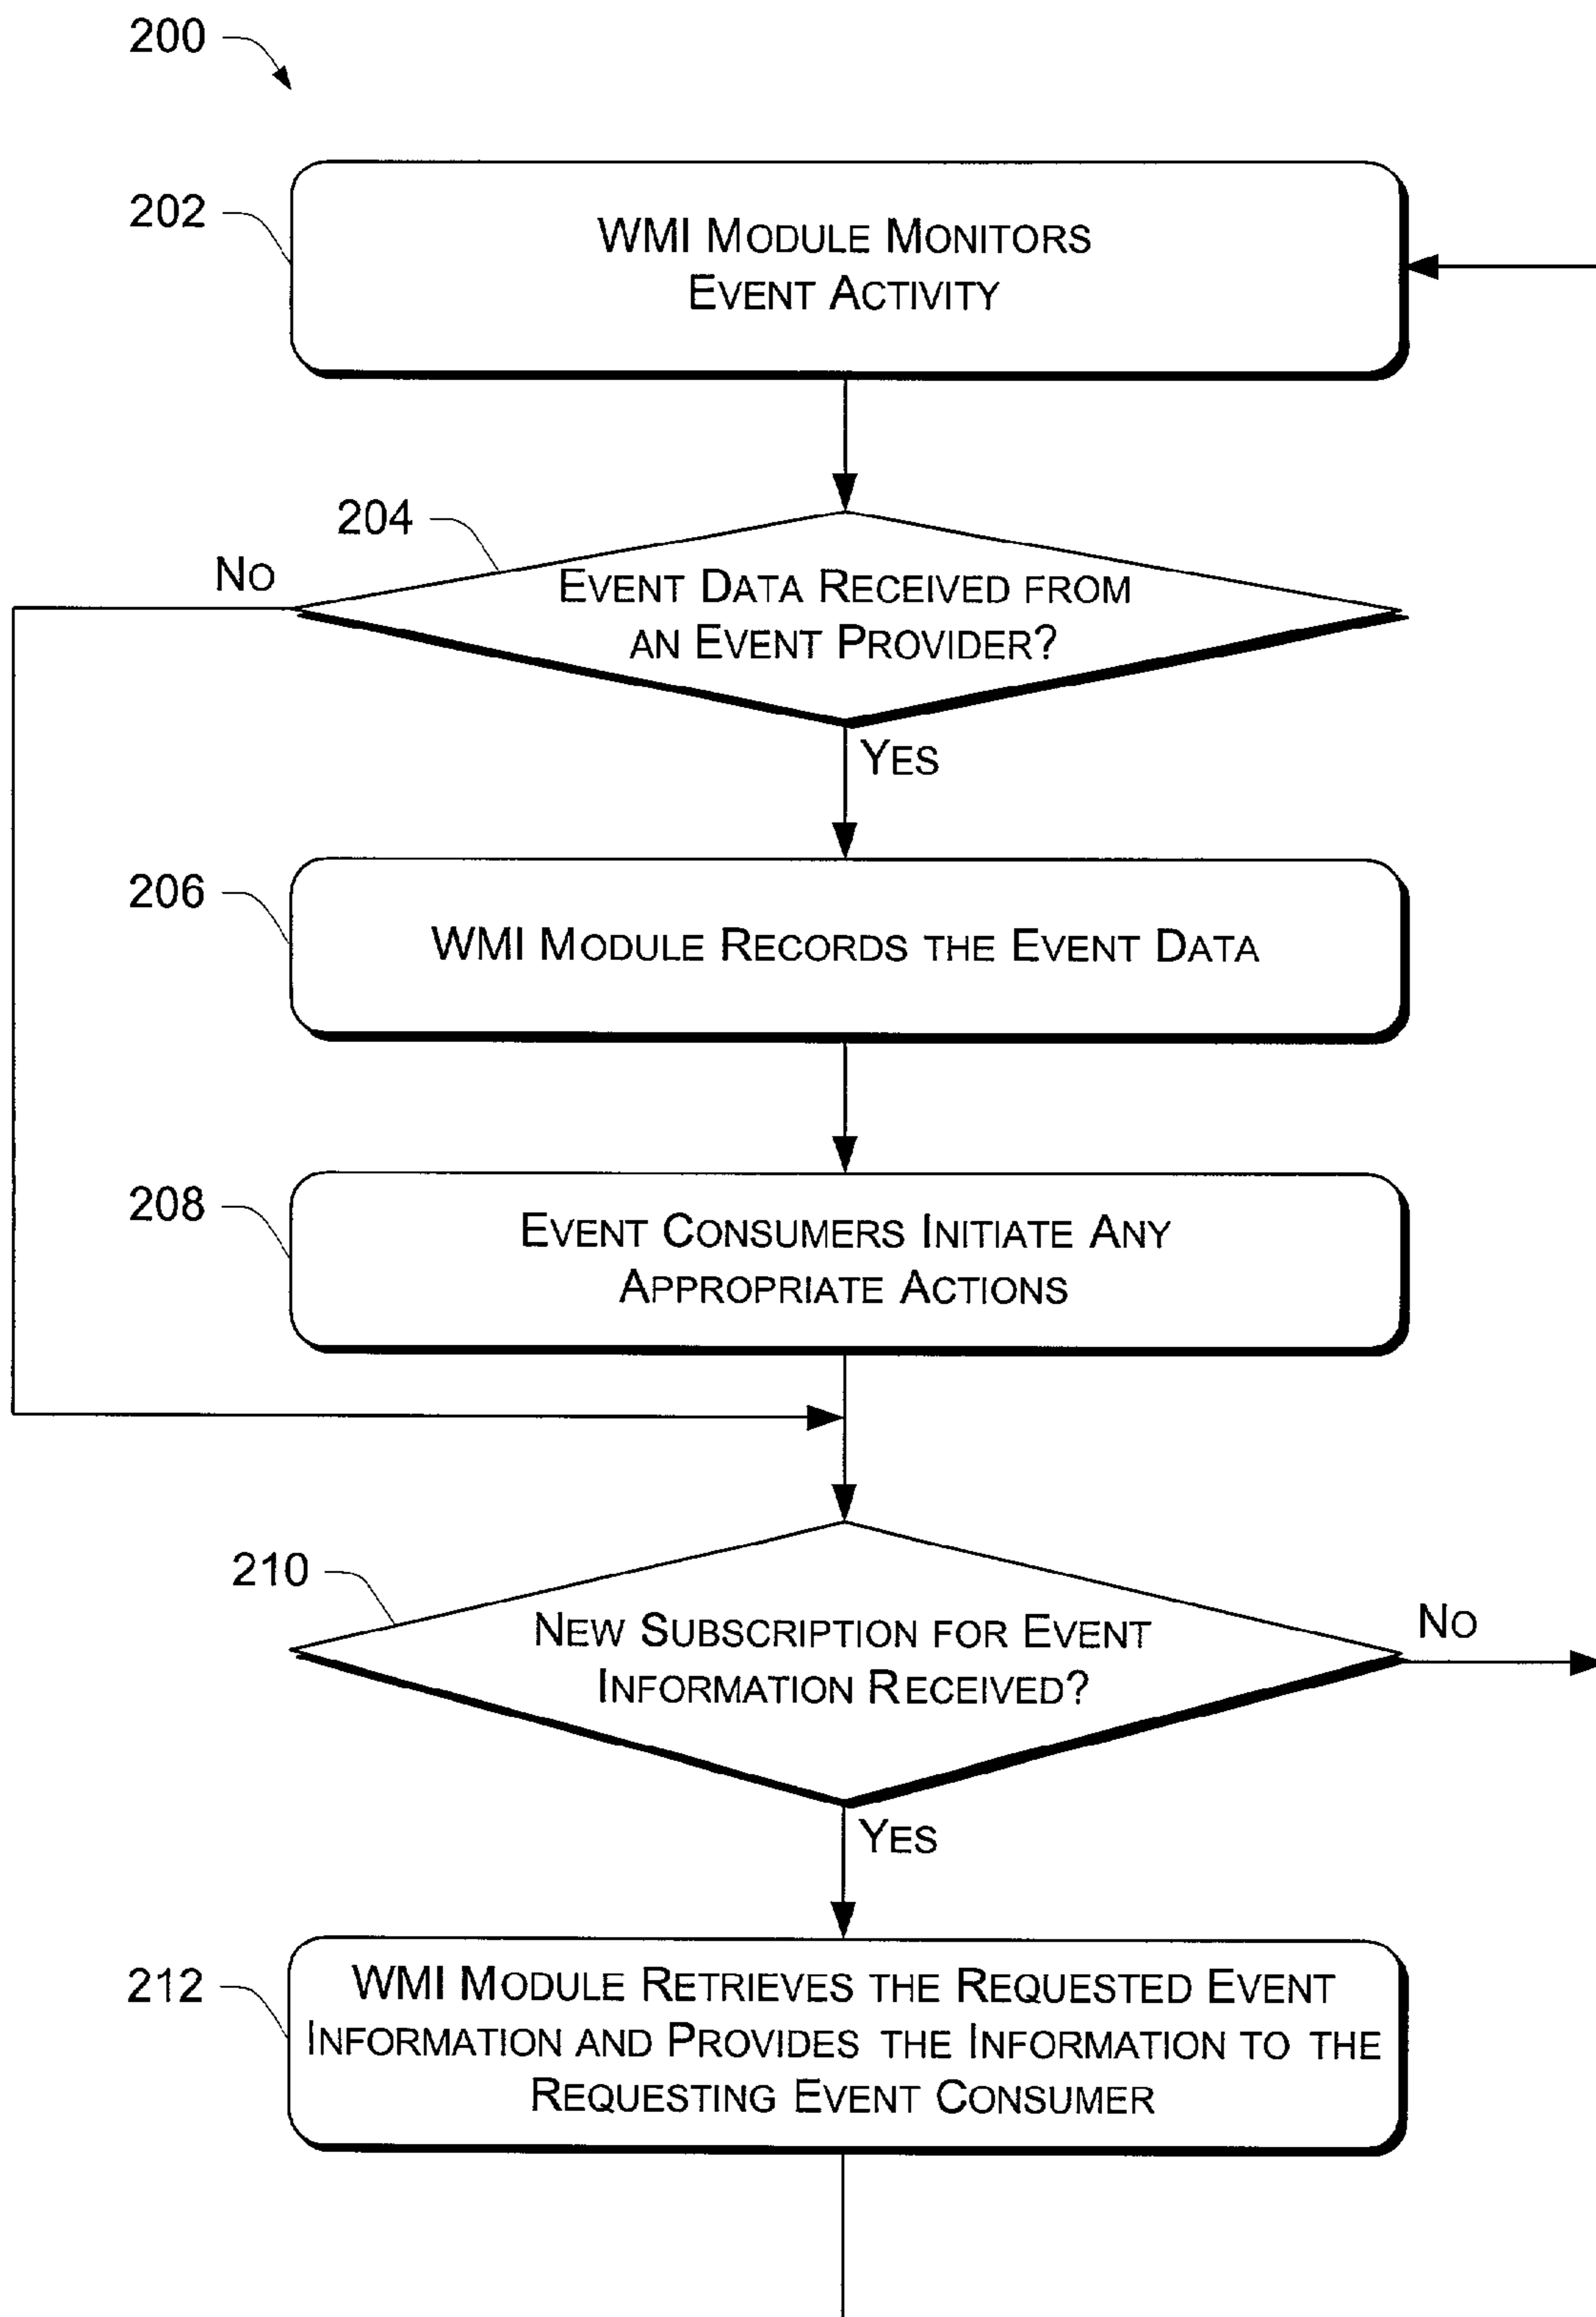 200
202
WMI MODULE MONITORS
EVENT ACTIVITY
204
NO
EVENT DATA RECEIVED FROM
AN EVENT PROVIDER?
YES
206
WMI MODULE RECORDS THE EVENT DATA
208
EVENT CONSUMERS INITIATE ANY
APPROPRIATE ACTIONS
210
NEW SUBSCRIPTION FOR EVENT
INFORMATION RECEIVED?
NO
YES
212
WMI MODULE RETRIEVES THE REQUESTED EVENT
INFORMATION AND PROVIDES THE INFORMATION TO THE
REQUESTING EVENT CONSUMER